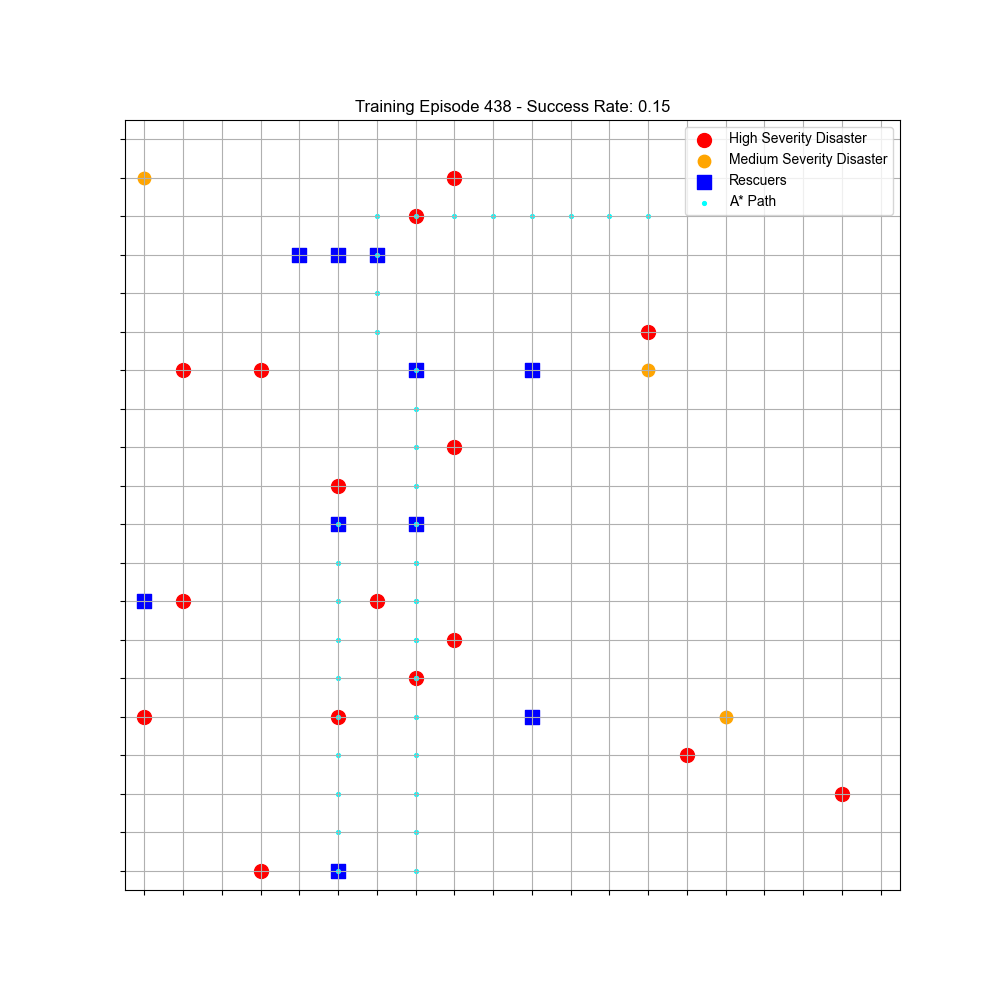 Training Episode 438 - Success Rate: 0.15
High Severity Disaster
Medium Severity Disaster
Rescuers
A* Path